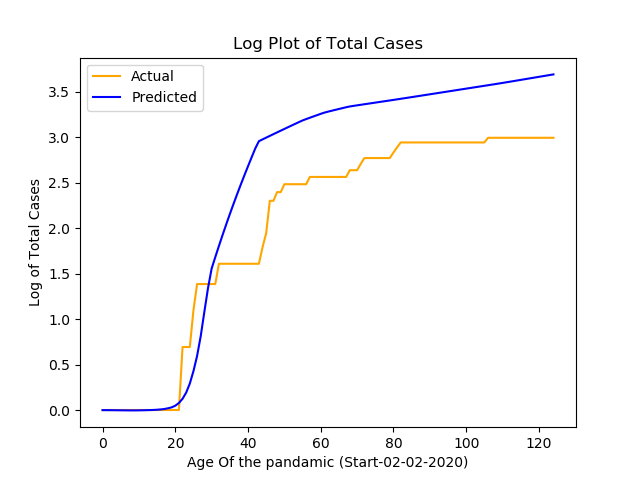 Log Plot of Total Cases
Actual
Predicted
Log of Total Cases
3.5
3.0
2.5
2.0
1.5
1.0
0.5
0.0
0 20 40 60 80 100 120
Age Of the pandamic (Start-02-02-2020)